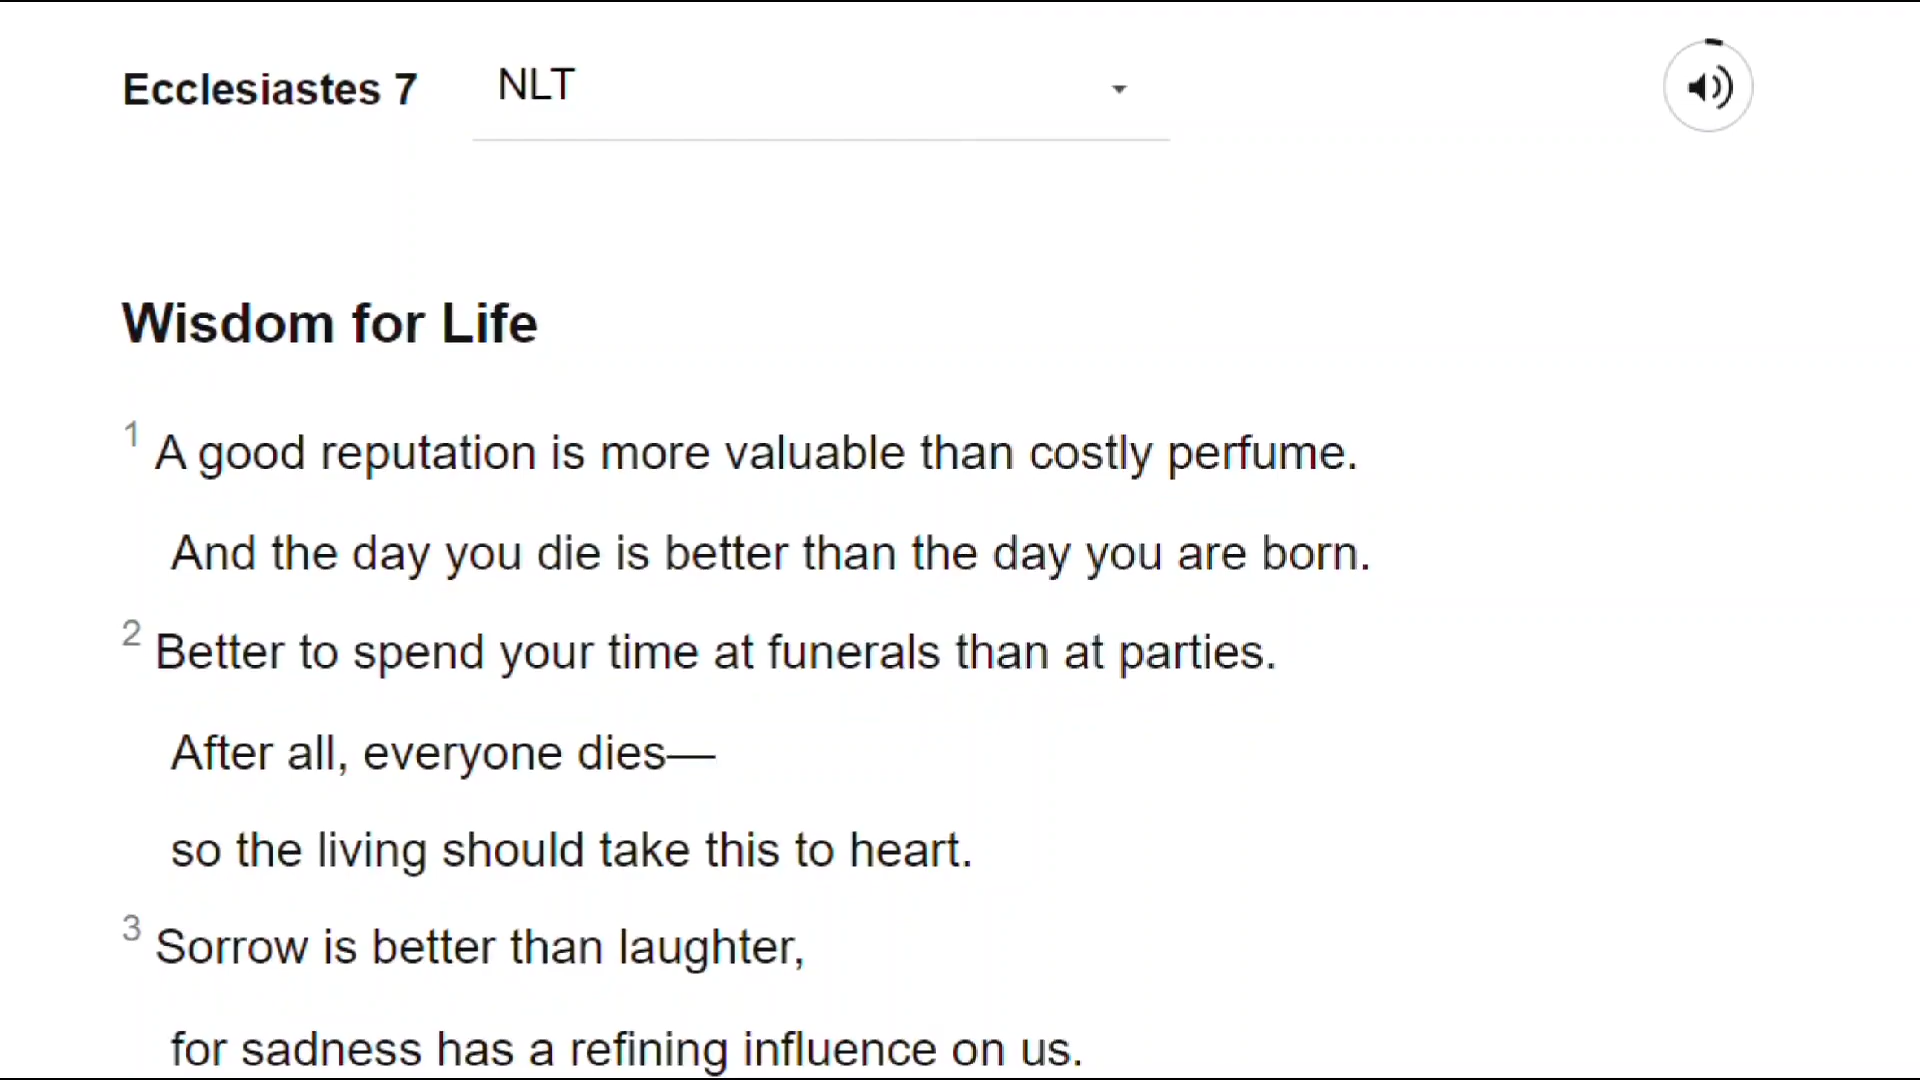 Ecclesiastes 7 NLT
Wisdom for Life
1 A good reputation is more valuable than costly perfume.
And the day you die is better than the day you are born.
2 Better to spend your time at funerals than at parties.
After all, everyone dies—
so the living should take this to heart.
3 Sorrow is better than laughter,
for sadness has a refining influence on us.